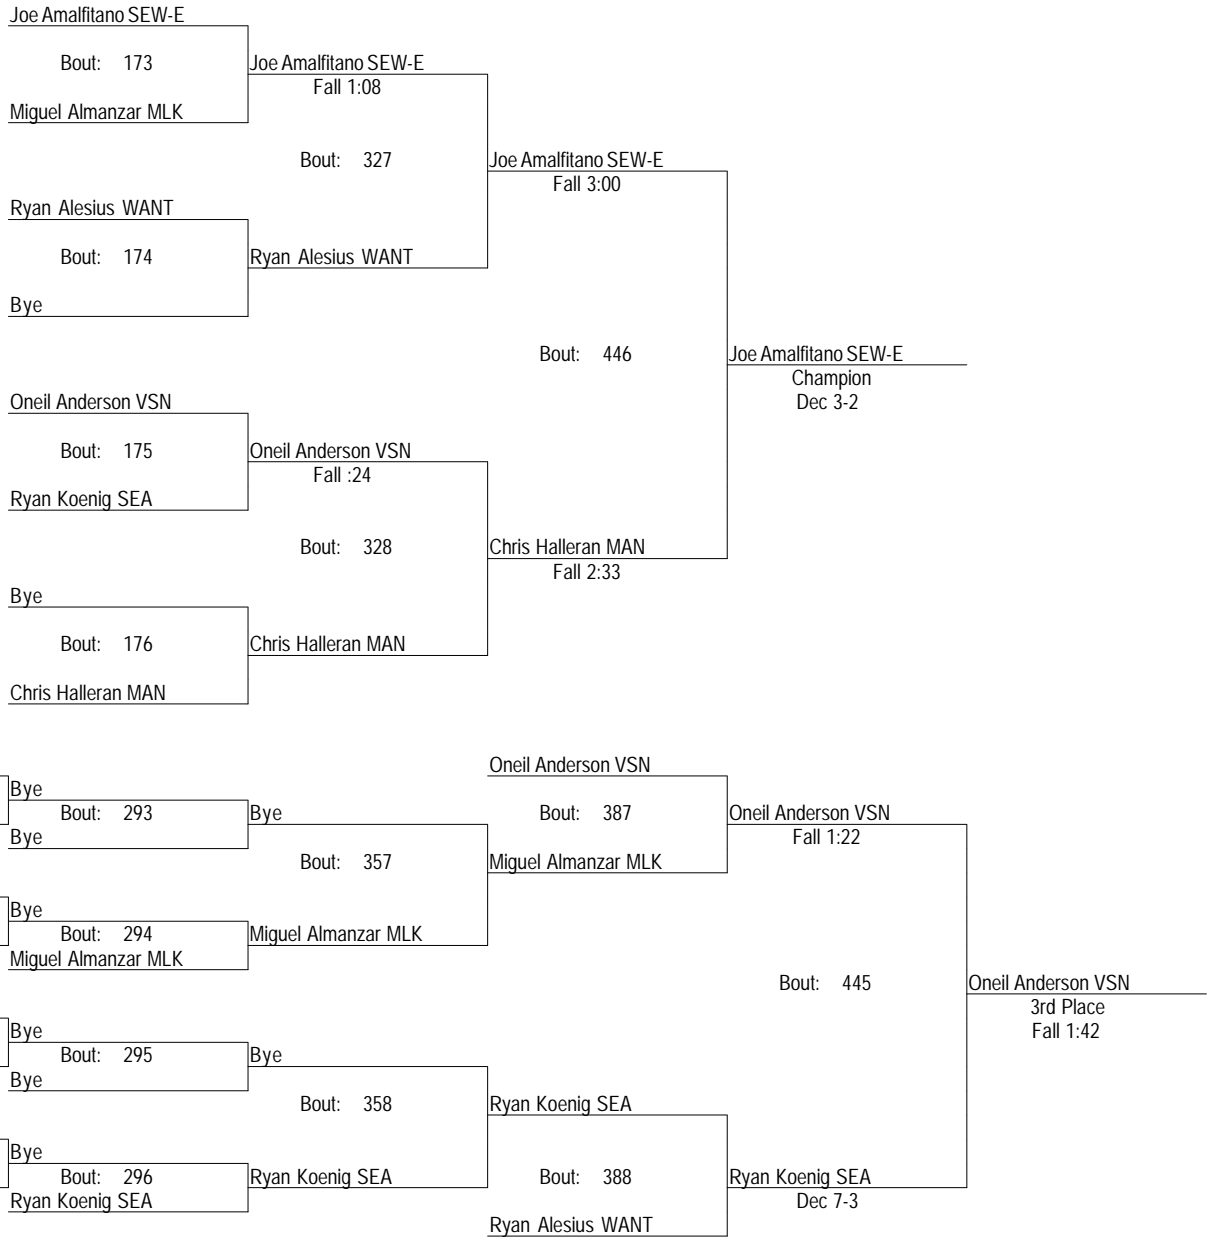 Joe Amalfitano SEW-E
Bout: 173
Joe Amalfitano SEW-E
Fall 1:08
Miguel Almanzar MLK
Bout: 327
Joe Amalfitano SEW-E
Fall 3:00
Ryan Alesius WANT
Bout: 174
Ryan Alesius WANT
Bye
Bout: 446
Joe Amalfitano SEW-E
Champion
Dec 3-2
Oneil Anderson VSN
Bout: 175
Oneil Anderson VSN
Fall :24
Ryan Koenig SEA
Bout: 328
Chris Halleran MAN
Fall 2:33
Bye
Bout: 176
Chris Halleran MAN
Chris Halleran MAN
Oneil Anderson VSN
Bye
Bout: 293
Bye
Bout: 387
Oneil Anderson VSN
Bye
Fall 1:22
Bout: 357
Miguel Almanzar MLK
Bye
Bout: 294
Miguel Almanzar MLK
Miguel Almanzar MLK
Bout: 445
Oneil Anderson VSN
3rd Place
Fall 1:42
Bye
Bout: 295
Bye
Bye
Bout: 358
Ryan Koenig SEA
Bye
Bout: 296
Ryan Koenig SEA
Bout: 388
Ryan Koenig SEA
Dec 7-3
Ryan Koenig SEA
Ryan Alesius WANT